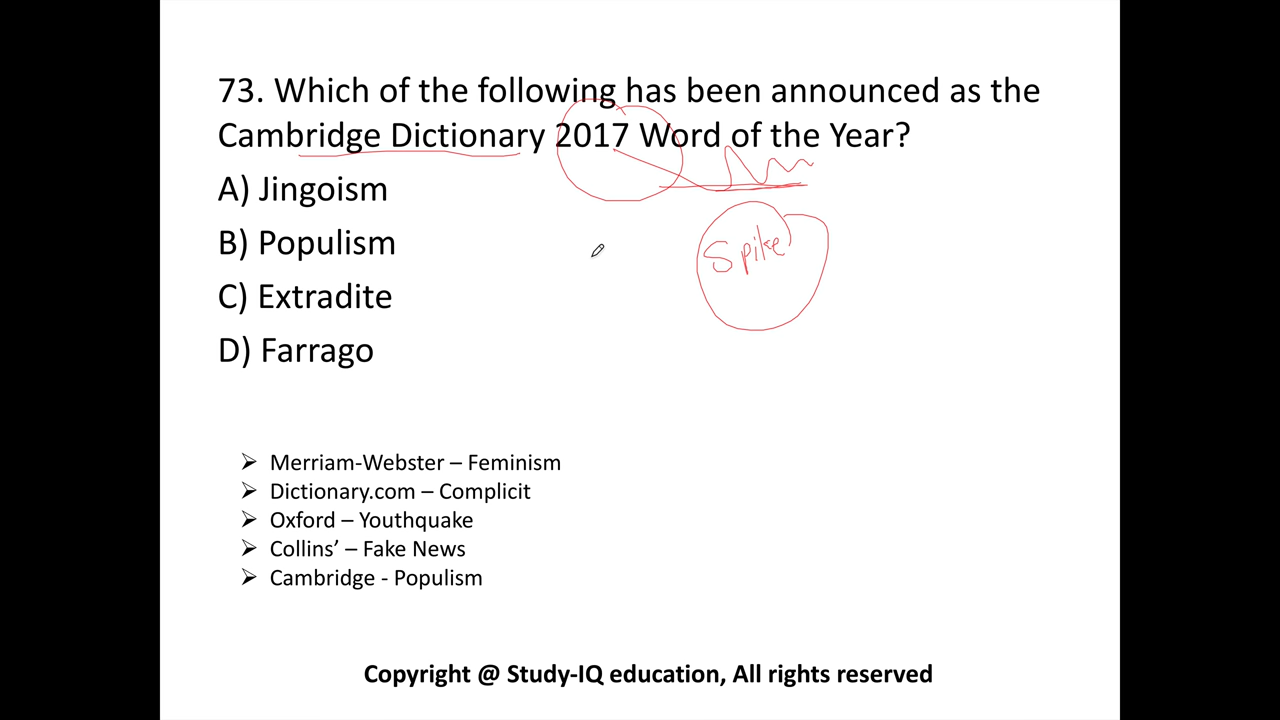 73. Which of the following has been announced as the
Cambridge Dictionary 2017 Word of the Year?
A) Jingoism
Spike
B) Populism
C) Extradite
D) Farrago
➢ Merriam-Webster – Feminism
➢ Dictionary.com – Complicit
➢ Oxford – Youthquake
➢ Collins’ – Fake News
➢ Cambridge - Populism
Copyright @ Study-IQ education, All rights reserved